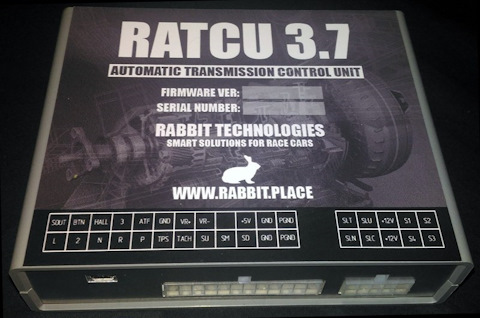 RATCU 3.7
AUTOMATIC TRANSMISSION CONTROL UNIT
FIRMWARE VER:
SERIAL NUMBER:
RABBIT TECHNOLOGIES
SMART SOLUTIONS FOR RACE CARS
WWW.RABBIT.PLACE
SOUT BTN HALL 3 ATF GND VR+ VR- +5V GND PGND
L 2 N R P TPS TACH SU SM SD GND PGND
SLT SLU +12V S1 S2
SLN SLC +12V S4 S3